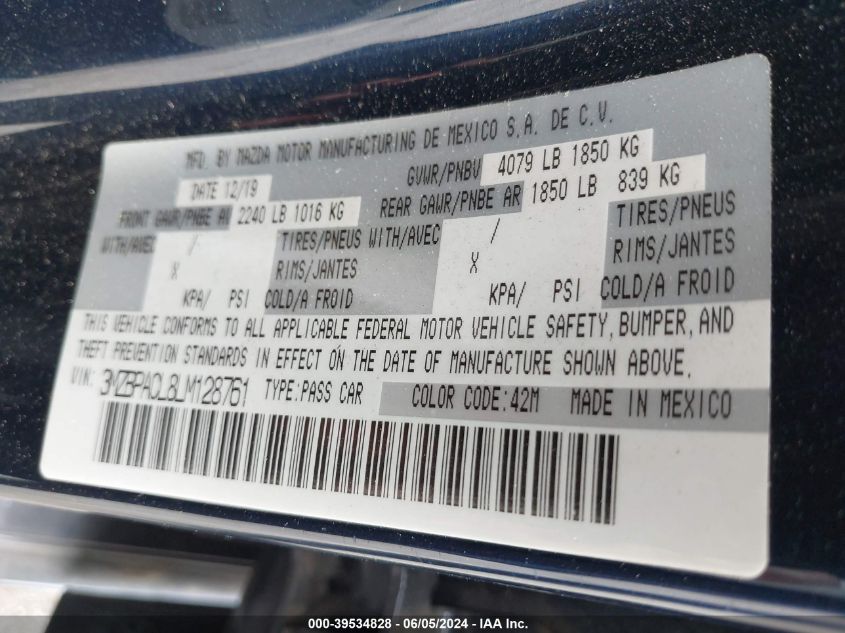 MFD. BY MAZDA MOTOR MANUFACTURING DE MEXICO S.A. DE C.V.
DATE 12/19 GVWR/PNBV 4079 LB 1850 KG
FRONT GAWR/PNBE AV 2240 LB 1016 KG REAR GAWR/PNBE AR 1850 LB 839 KG
WITH/AVEC / TIRES/PNEUS WITH/AVEC / TIRES/PNEUS
X RIMS/JANTES X RIMS/JANTES
KPA/ PSI COLD/A FROID KPA/ PSI COLD/A FROID
THIS VEHICLE CONFORMS TO ALL APPLICABLE FEDERAL MOTOR VEHICLE SAFETY, BUMPER, AND
THEFT PREVENTION STANDARDS IN EFFECT ON THE DATE OF MANUFACTURE SHOWN ABOVE.
VIN: 3MZBPACL8LM128761 TYPE: PASS CAR COLOR CODE: 42M MADE IN MEXICO
000-39534828 - 06/05/2024 - IAA Inc.